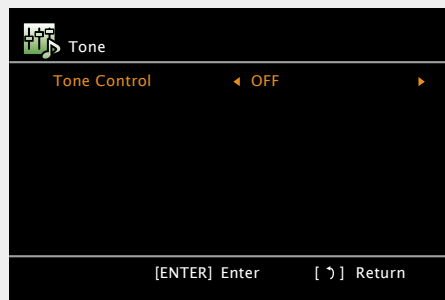 Tone
Tone Control ◀ OFF ▶
[ENTER] Enter [ ⮌ ] Return